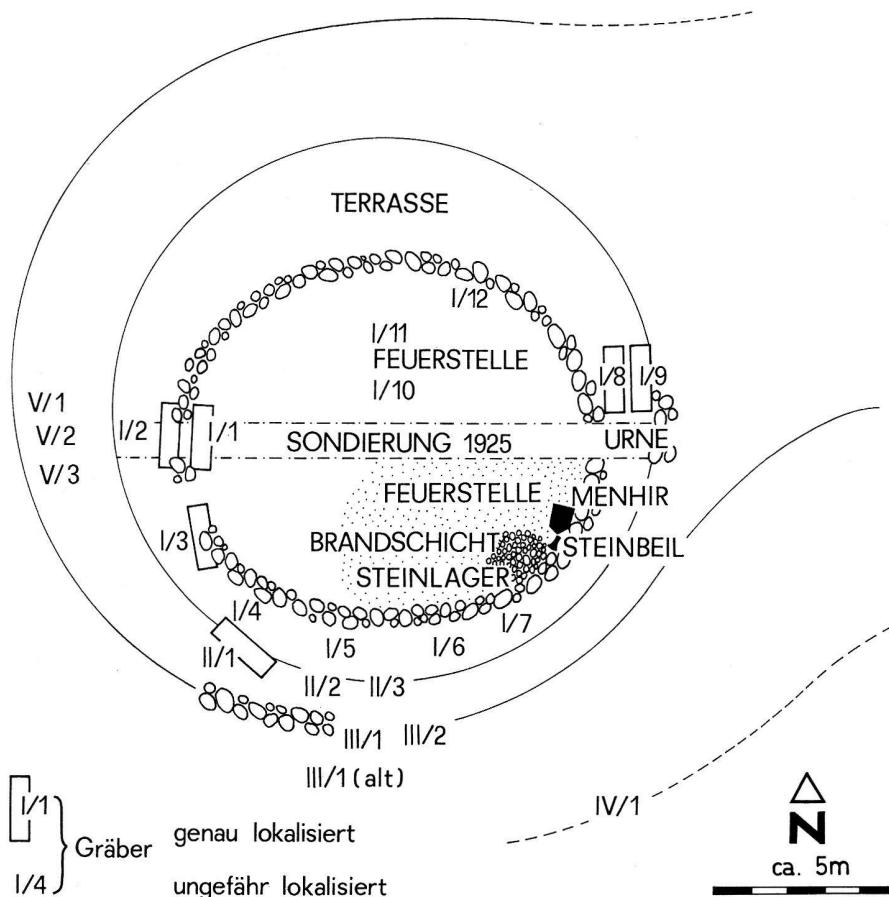 TERRASSE
I/12
I/11
FEUERSTELLE
I/10
I/8
I/9
V/1
V/2
V/3
I/2
I/1
SONDIERUNG 1925
URNE
FEUERSTELLE
MENHIR
I/3
BRANDSCHICHT
STEINBEIL
STEINLAGER
I/4
I/5
I/6
I/7
II/1
II/2
II/3
III/1
III/2
III/1 (alt)
IV/1
I/1
Gräber
genau lokalisiert
I/4
ungefähr lokalisiert
N
ca. 5m